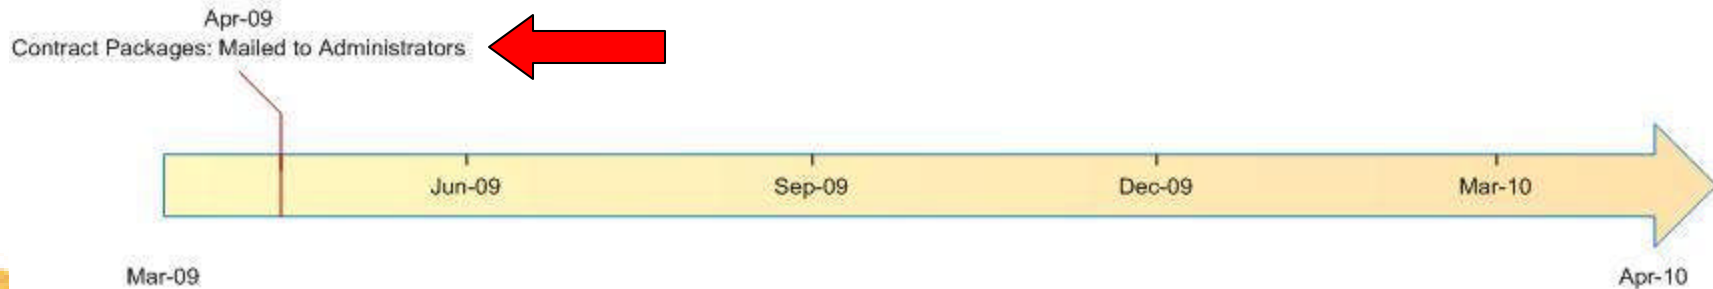 Apr-09
Contract Packages: Mailed to Administrators
Jun-09 Sep-09 Dec-09 Mar-10
Mar-09 Apr-10